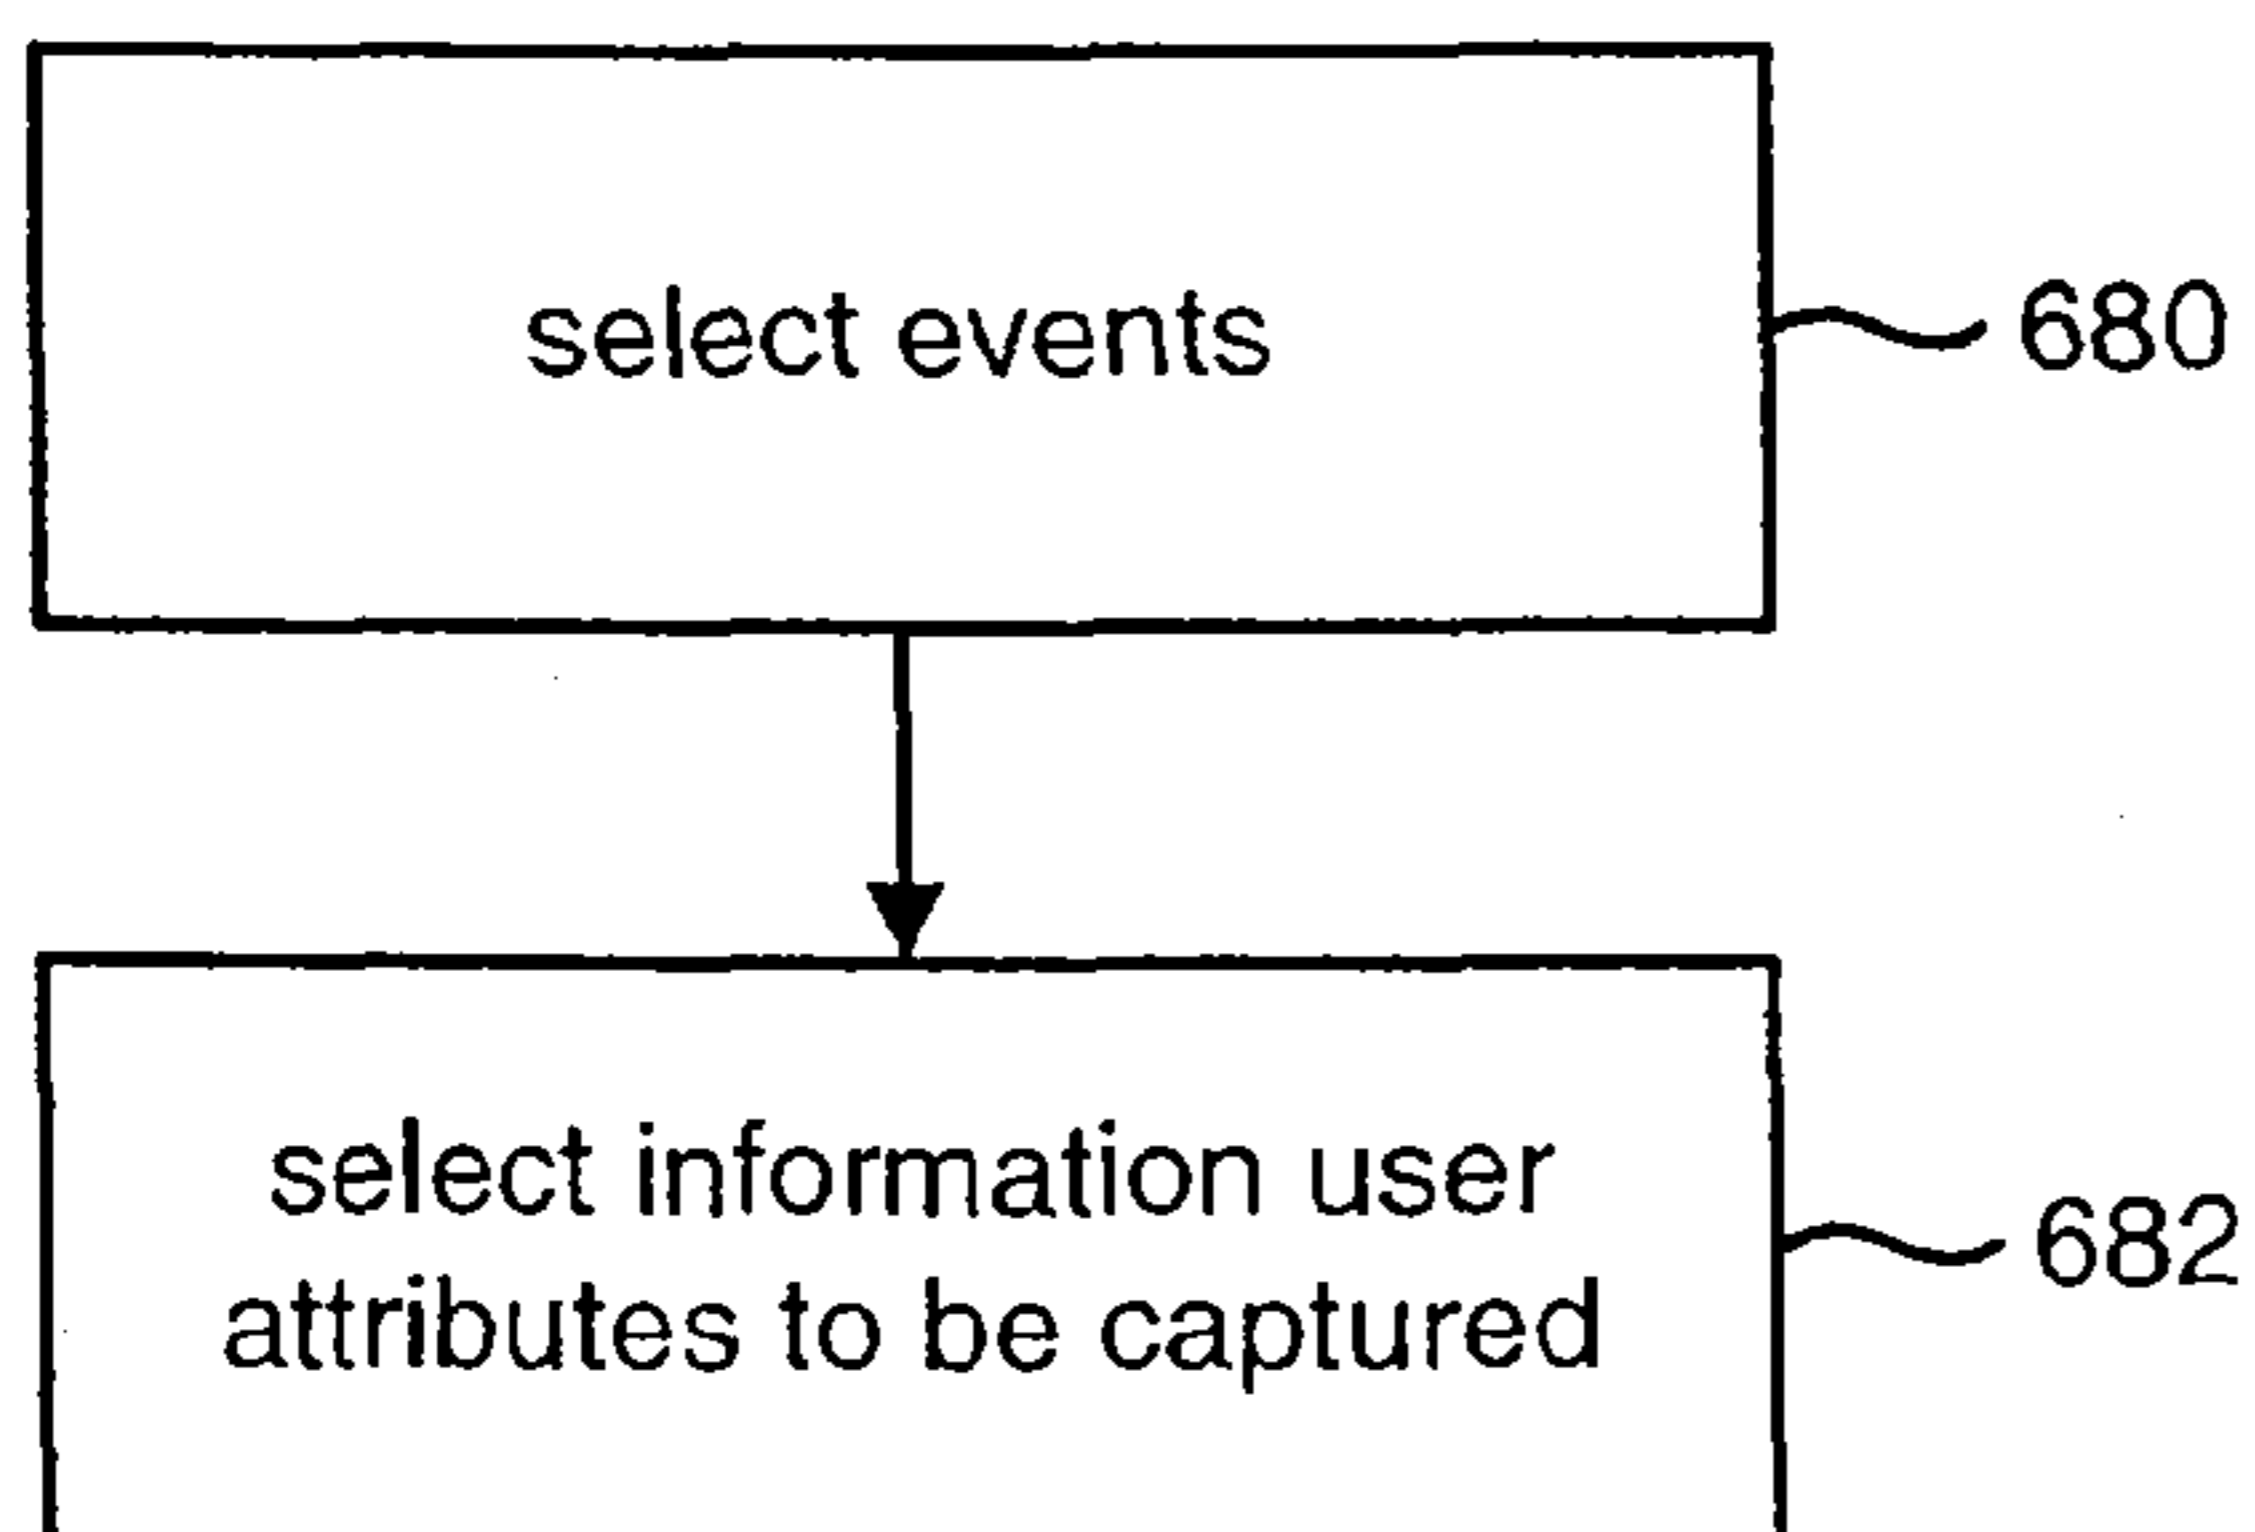 select events
680
select information user
attributes to be captured
682